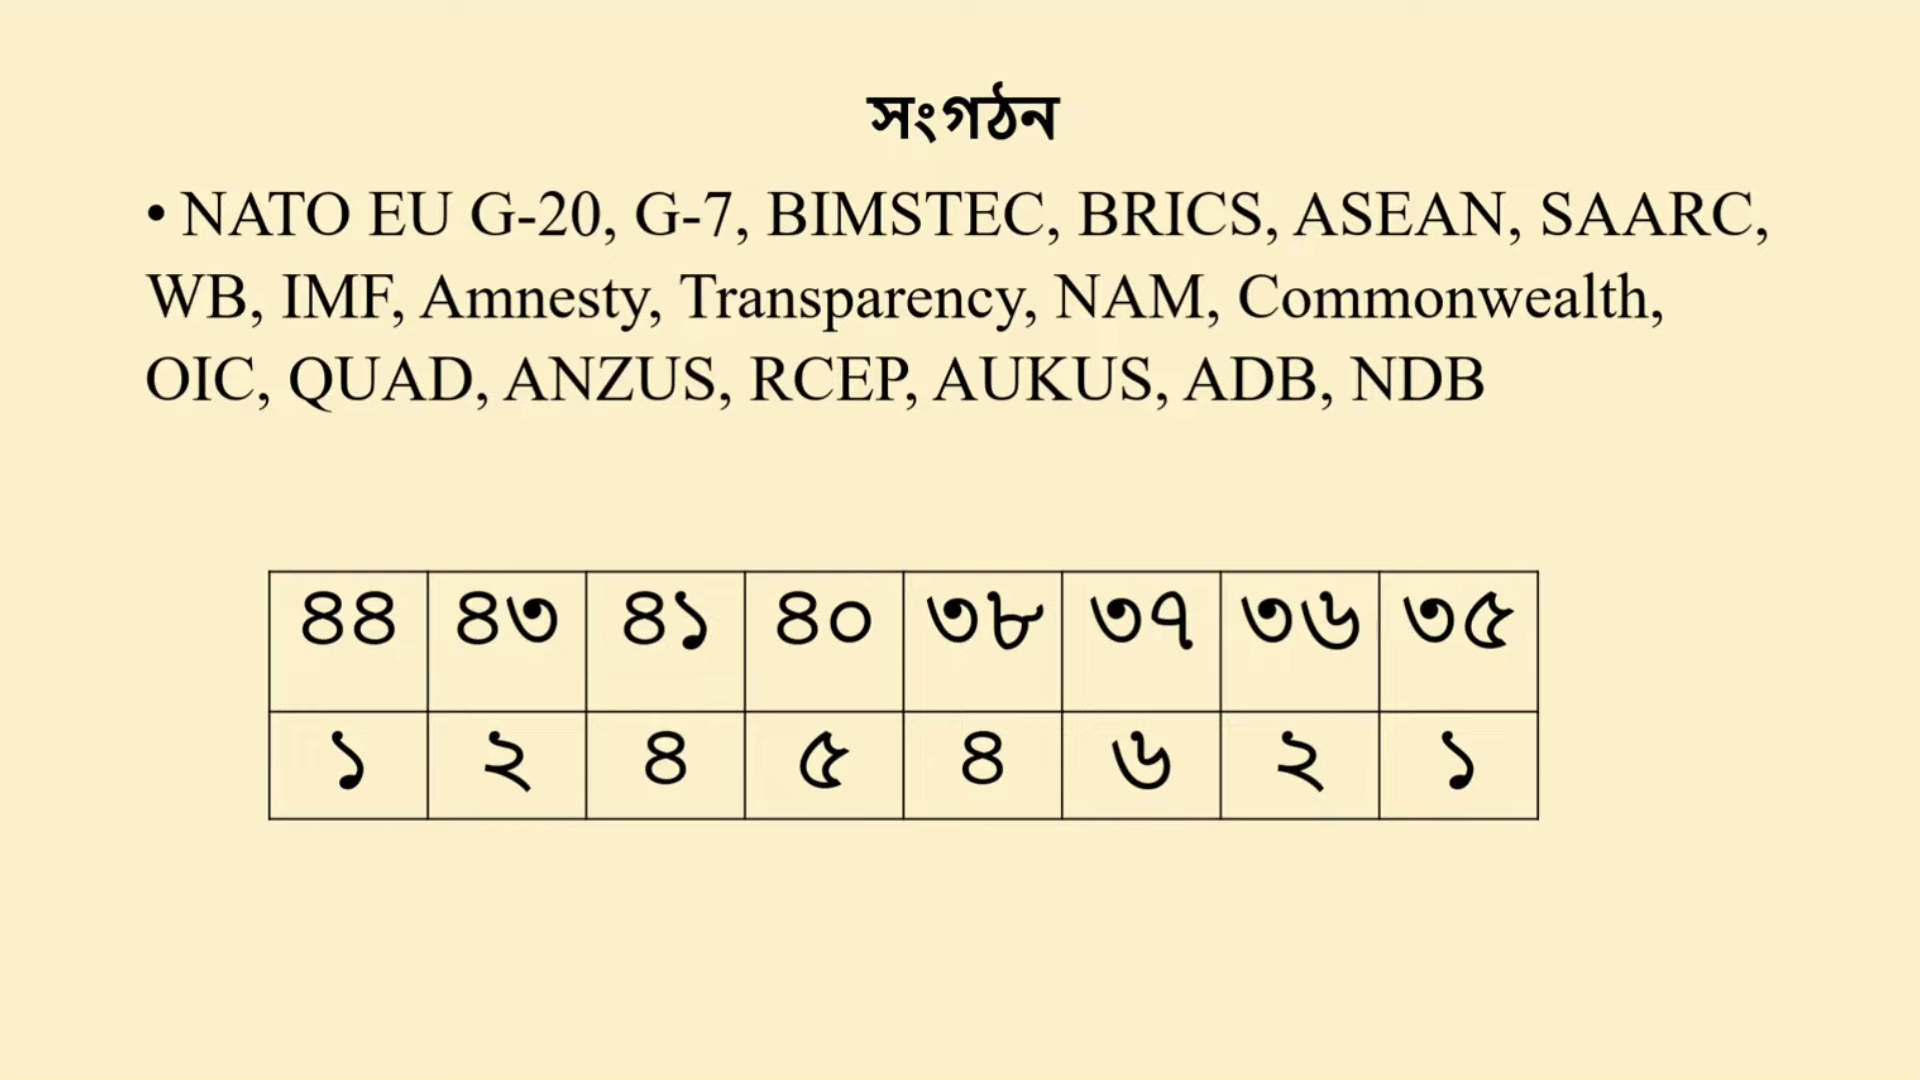 সংগঠন
• NATO EU G-20, G-7, BIMSTEC, BRICS, ASEAN, SAARC,
WB, IMF, Amnesty, Transparency, NAM, Commonwealth,
OIC, QUAD, ANZUS, RCEP, AUKUS, ADB, NDB
৪৪ ৪৩ ৪১ ৪০ ৩৮ ৩৭ ৩৬ ৩৫
১ ২ ৪ ৫ ৪ ৬ ২ ১